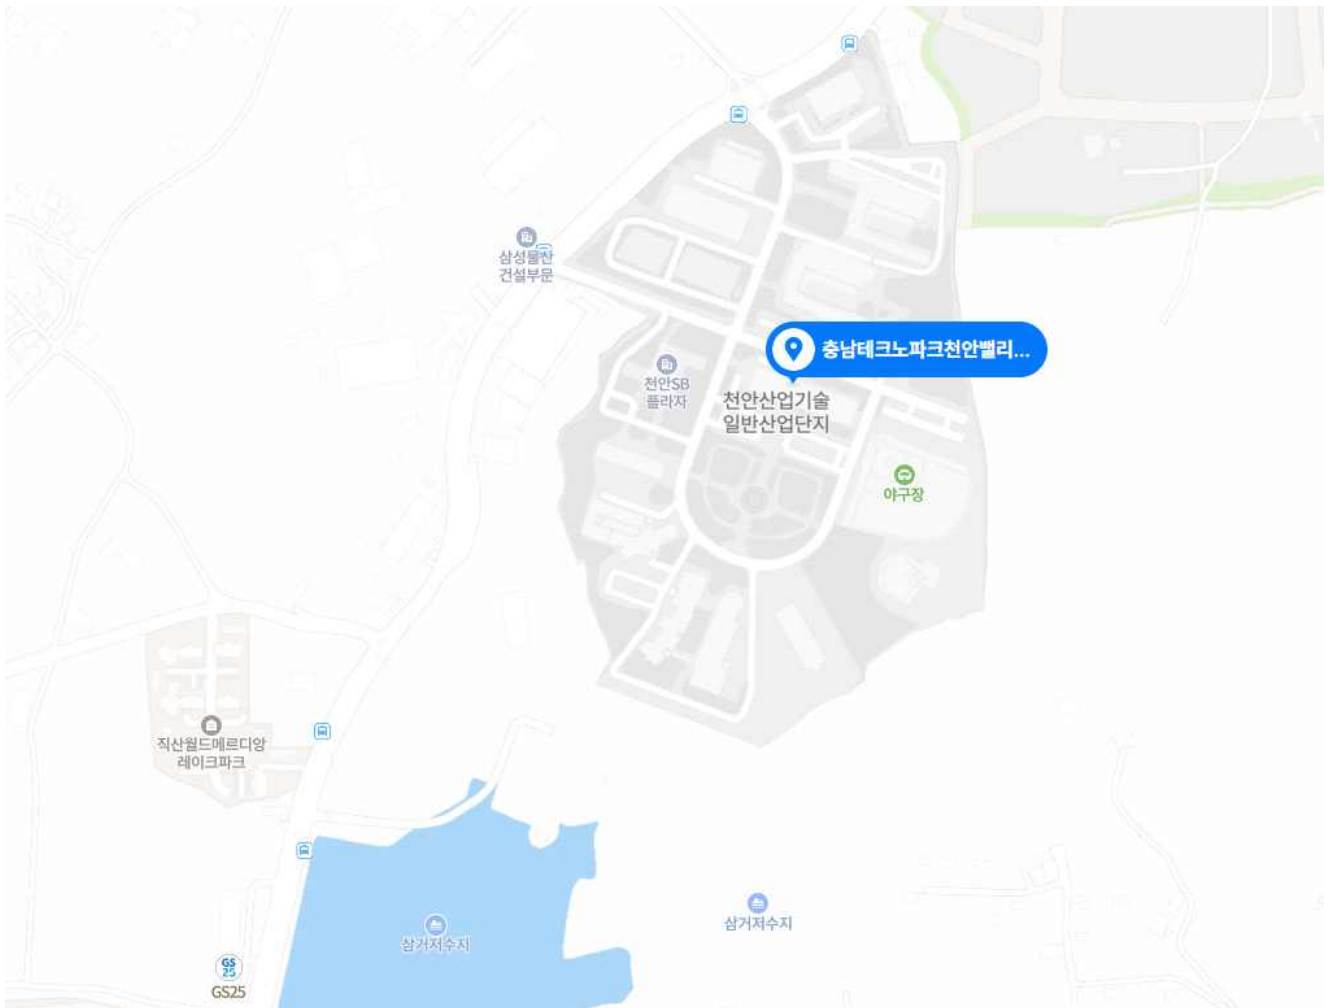 삼성물산
건설부문
충남테크노파크천안밸리...
천안SB
플라자
천안산업기술
일반산업단지
야구장
직산월드메르디앙
레이크파크
삼거저수지
삼거저수지
GS
25
GS25